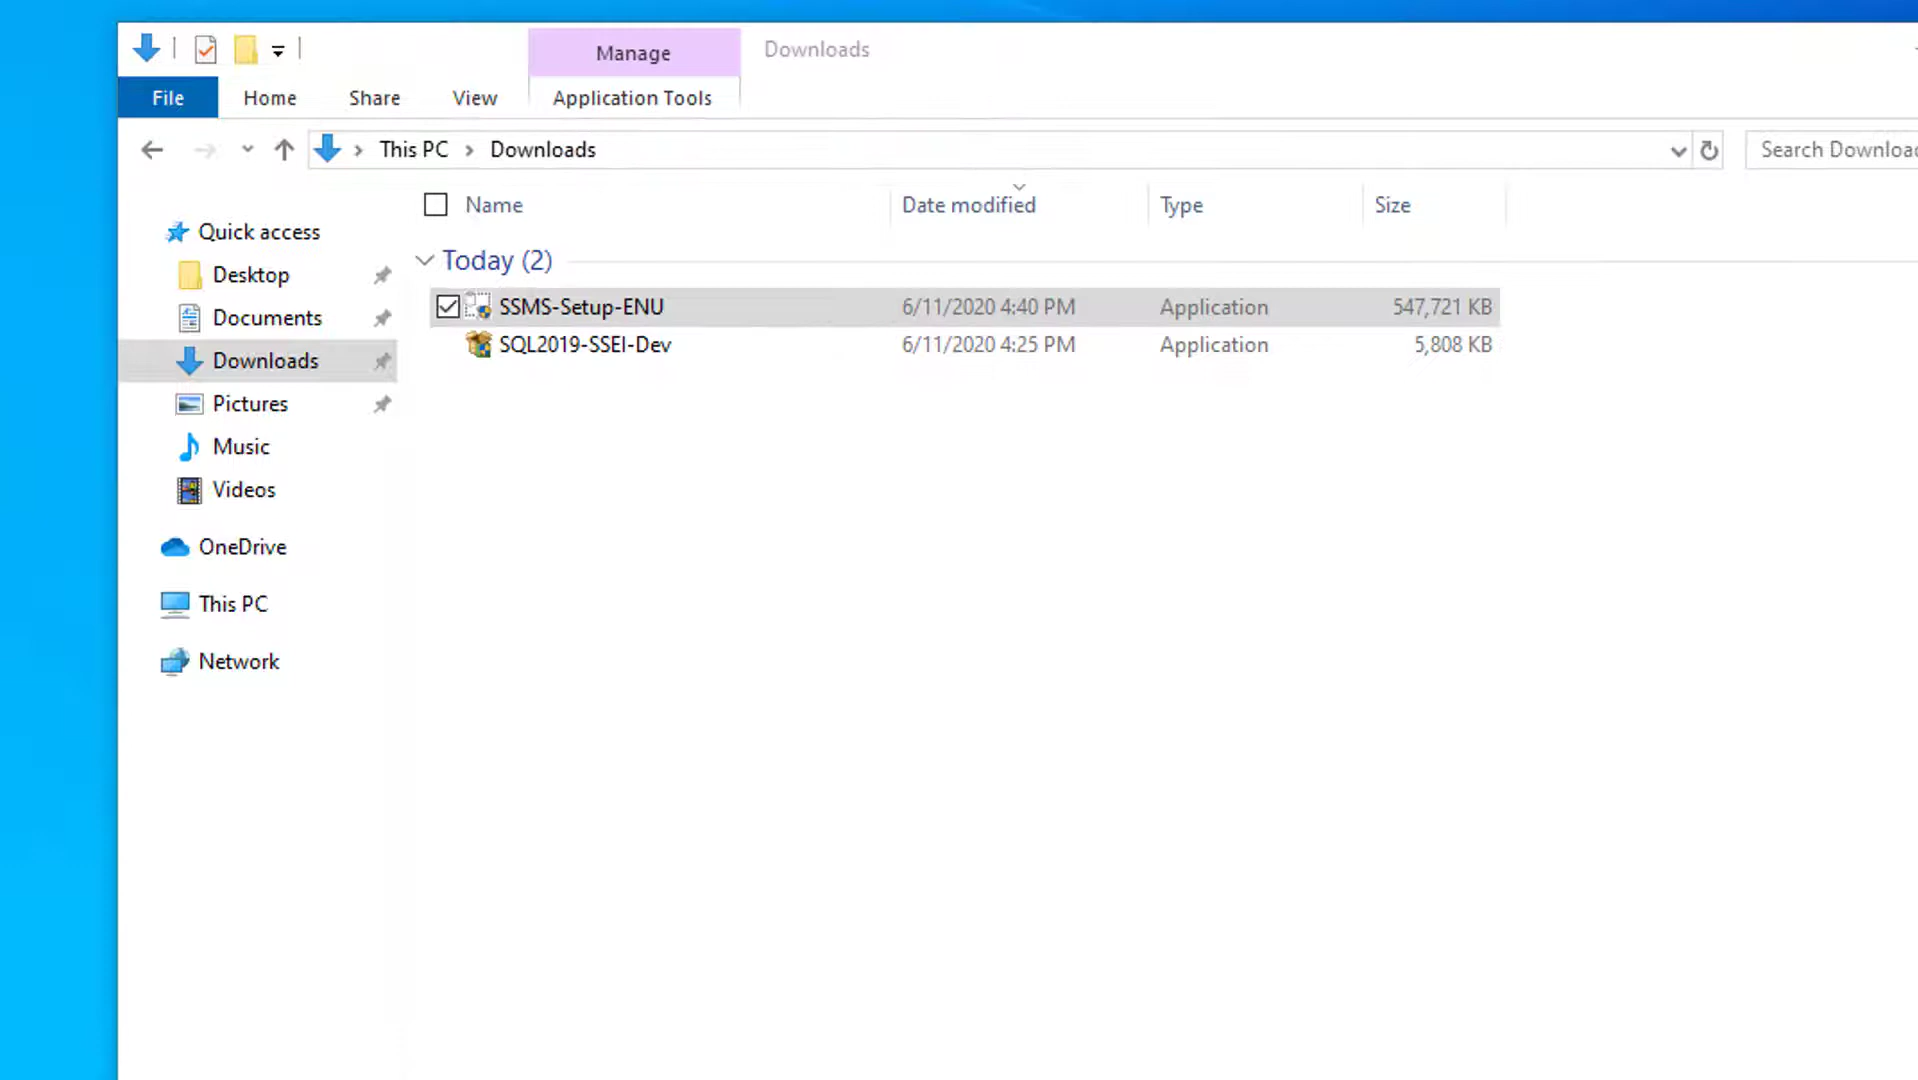 Manage Downloads
File Home Share View Application Tools
This PC Downloads Search Downloa
Name Date modified Type Size
Quick access
Today (2)
Desktop
SSMS-Setup-ENU 6/11/2020 4:40 PM Application 547,721 KB
Documents
SQL2019-SSEI-Dev 6/11/2020 4:25 PM Application 5,808 KB
Downloads
Pictures
Music
Videos
OneDrive
This PC
Network